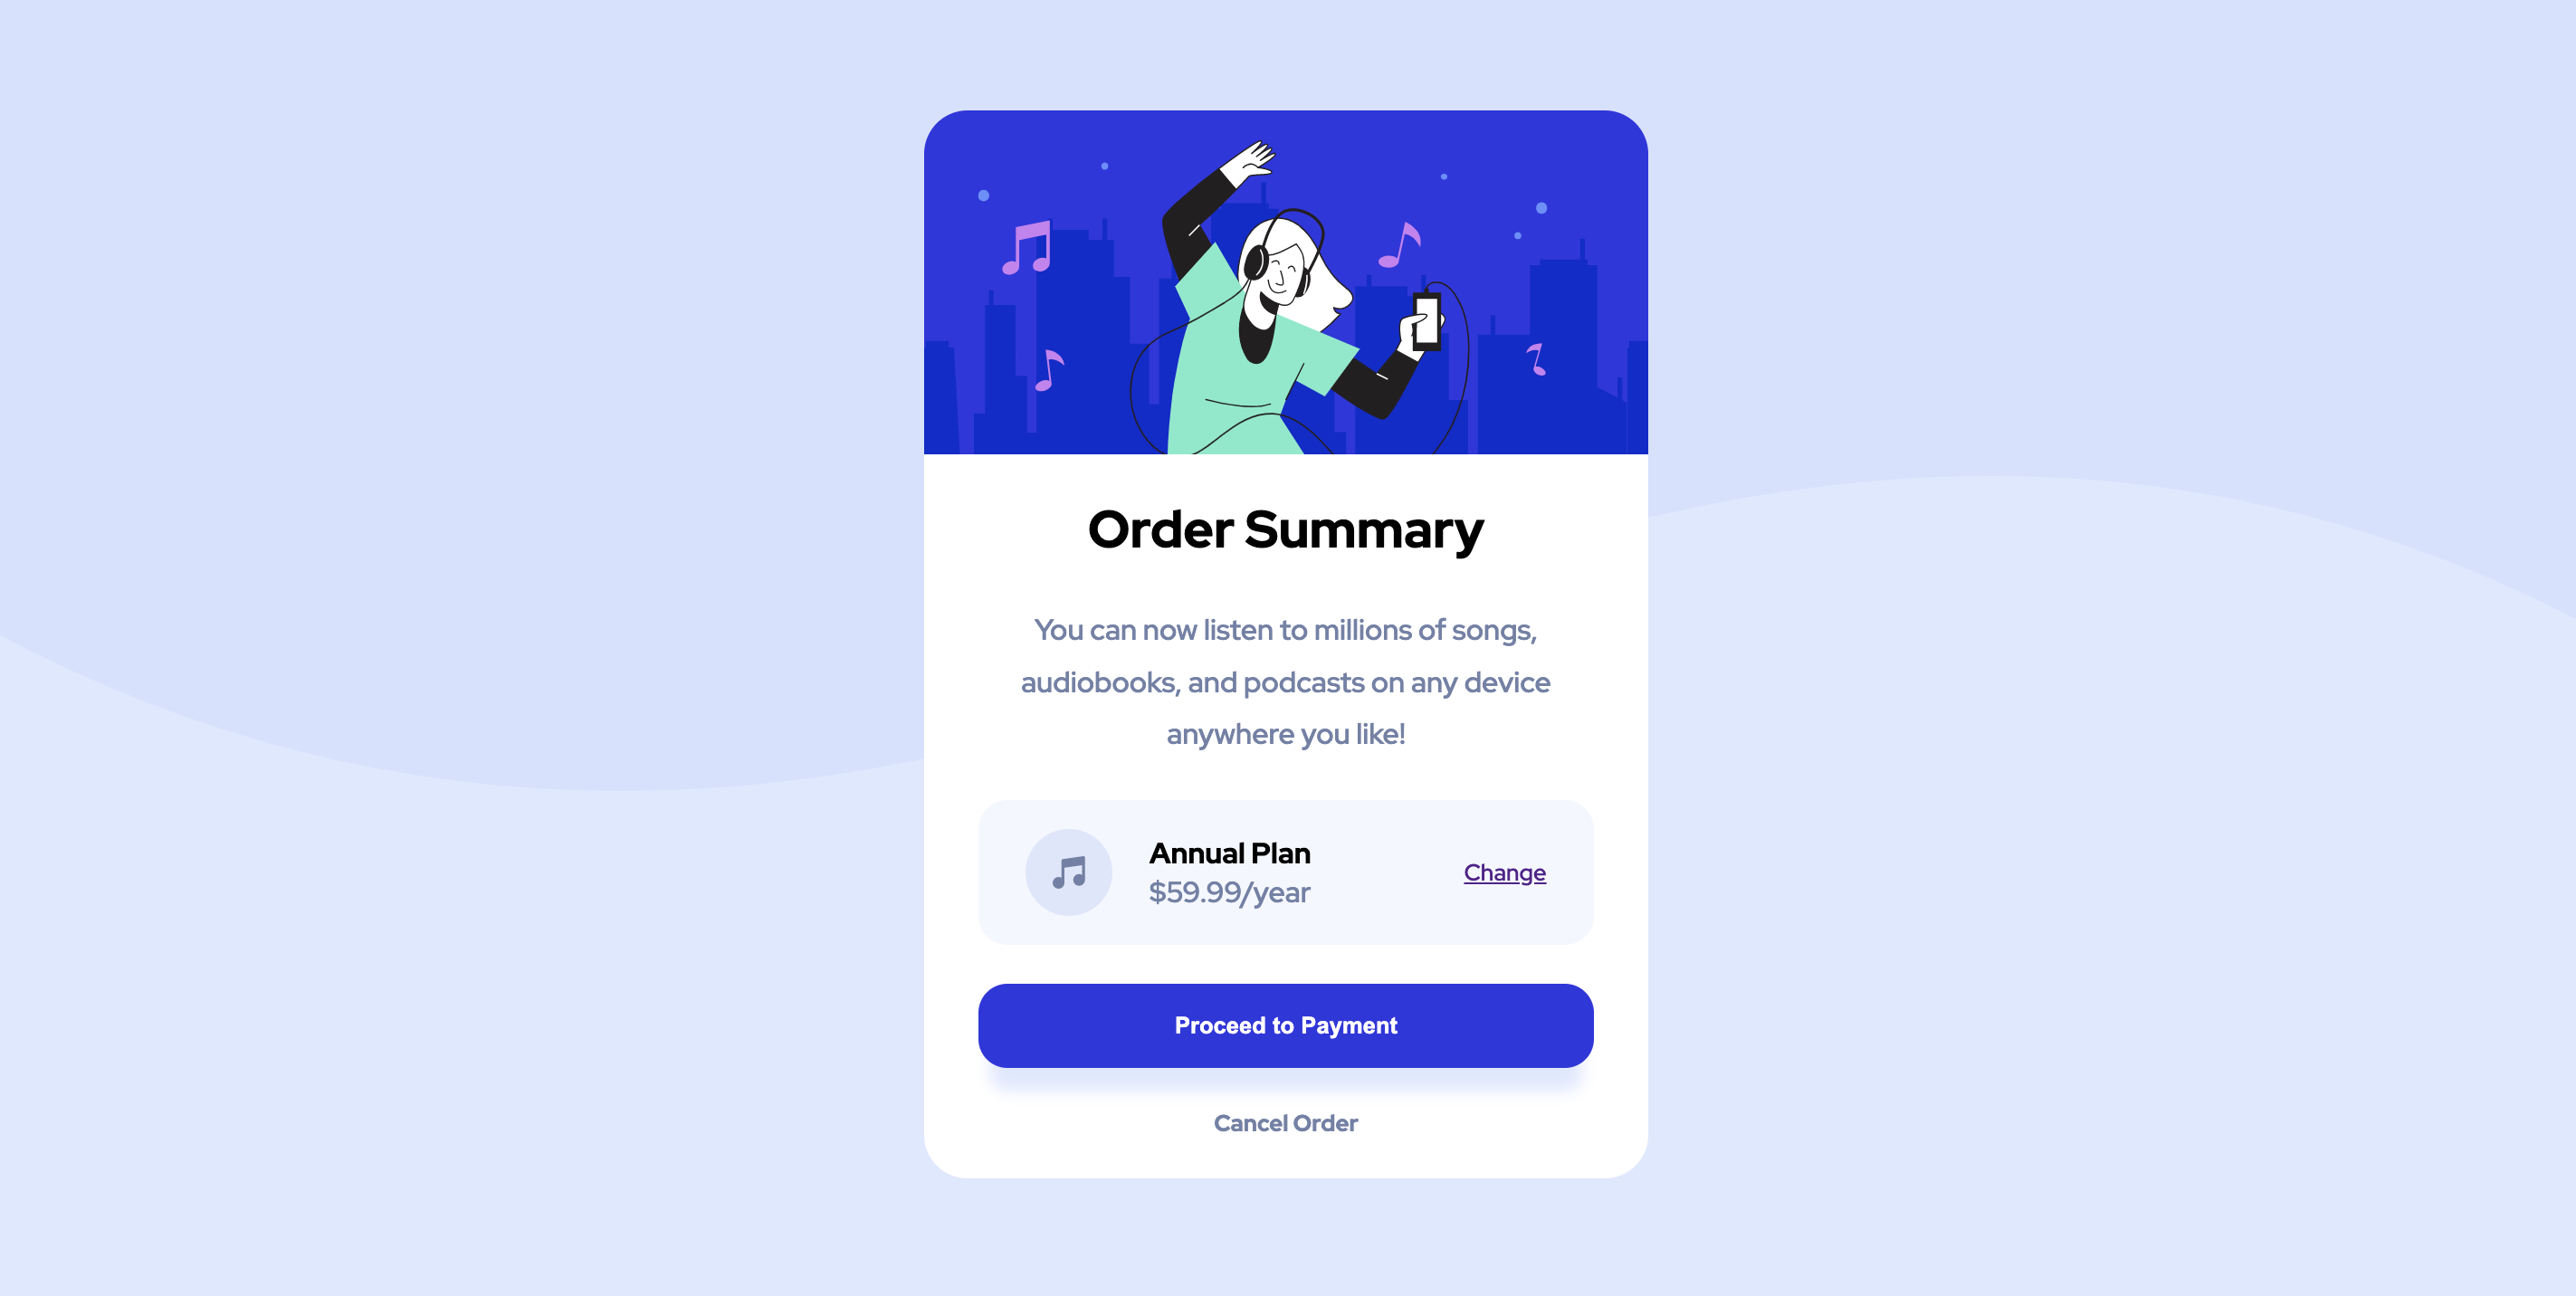 Order Summary
You can now listen to millions of songs,
audiobooks, and podcasts on any device
anywhere you like!
Annual Plan
$59.99/year
Change
Proceed to Payment
Cancel Order